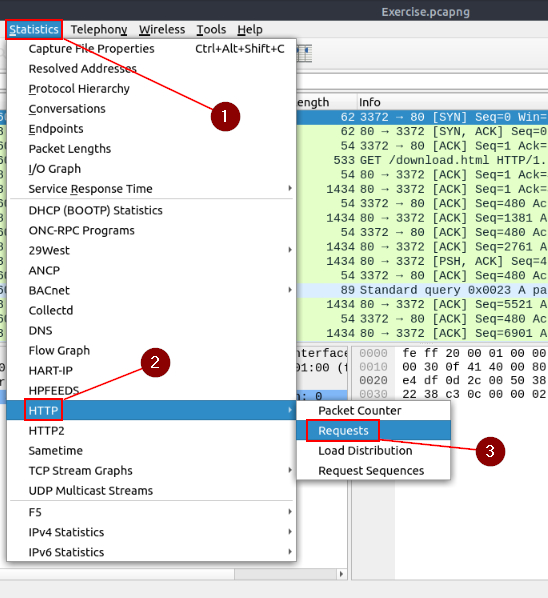 Exercise.pcapng
Statistics Telephony Wireless Tools Help
Capture File Properties Ctrl+Alt+Shift+C
Resolved Addresses
Protocol Hierarchy
Conversations
Endpoints
Packet Lengths
I/O Graph
Service Response Time
DHCP (BOOTP) Statistics
ONC-RPC Programs
29West
ANCP
BACnet
Collectd
DNS
Flow Graph
HART-IP
HPFEEDS
HTTP
HTTP2
Sametime
TCP Stream Graphs
UDP Multicast Streams
F5
IPv4 Statistics
IPv6 Statistics
Packet Counter
Requests
Load Distribution
Request Sequences
1
2
3
ength Info
62 3372 → 80 [SYN] Seq=0 Win=
62 80 → 3372 [SYN, ACK] Seq=0
54 3372 → 80 [ACK] Seq=1 Ack=
533 GET /download.html HTTP/1.
54 80 → 3372 [ACK] Seq=1 Ack=
1434 80 → 3372 [ACK] Seq=1 Ack=
54 3372 → 80 [ACK] Seq=480 Ac
1434 80 → 3372 [ACK] Seq=1381 A
54 3372 → 80 [ACK] Seq=480 Ac
1434 80 → 3372 [ACK] Seq=2761 A
1434 80 → 3372 [PSH, ACK] Seq=4
54 3372 → 80 [ACK] Seq=480 Ac
89 Standard query 0x0023 A pa
1434 80 → 3372 [ACK] Seq=5521 A
54 3372 → 80 [ACK] Seq=480 Ac
1434 80 → 3372 [ACK] Seq=6901 A
nterface
01:00 (f
n: 0
0000 fe ff 20 00 01 00 00
0010 00 30 0f 41 40 00 80
0020 e4 df 0d 2c 00 50 38
0030 22 38 c3 0c 00 00 02